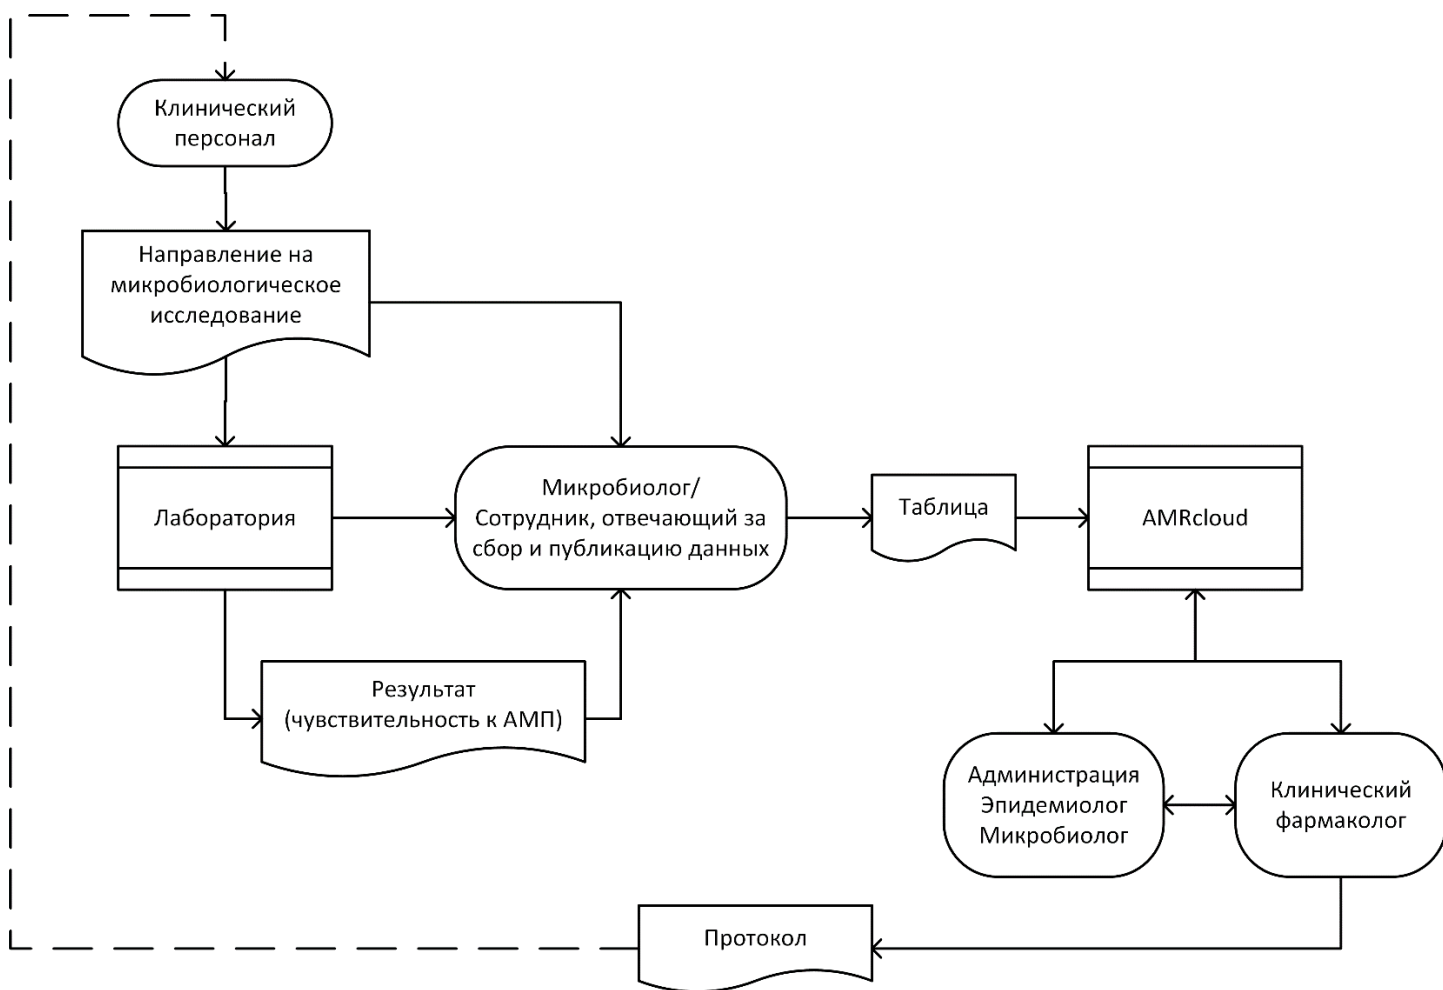 Клинический
персонал
Направление на
микробиологическое
исследование
Лаборатория
Микробиолог/
Сотрудник, отвечающий за
сбор и публикацию данных
Таблица
AMRcloud
Результат
(чувствительность к АМП)
Администрация
Эпидемиолог
Микробиолог
Клинический
фармаколог
Протокол